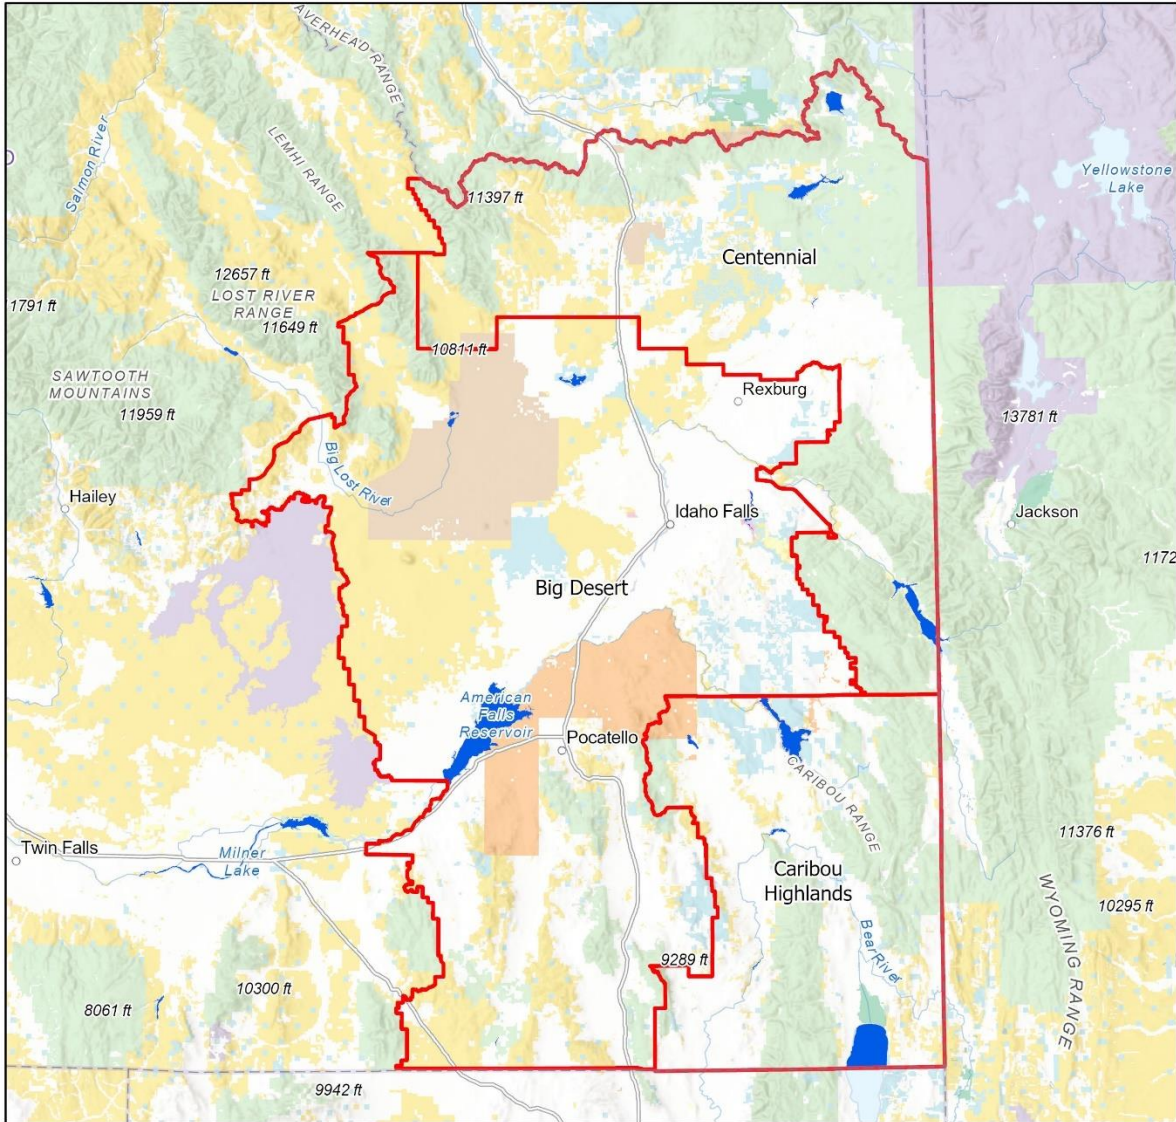 AVERHEAD RANGE
Salmon River
LEMHI RANGE
Yellowstone
Lake
11397 ft
Centennial
12657 ft
LOST RIVER
RANGE
1791 ft
11649 ft
10811 ft
SAWTOOTH
MOUNTAINS
Rexburg
11959 ft
13781 ft
Big Lost River
Hailey
Idaho Falls
Jackson
1172
Big Desert
American
Falls
Reservoir
Pocatello
CARIBOU RANGE
11376 ft
Twin Falls
Milner
Lake
Caribou
Highlands
WYOMING RANGE
10295 ft
Bear River
9289 ft
10300 ft
8061 ft
9942 ft